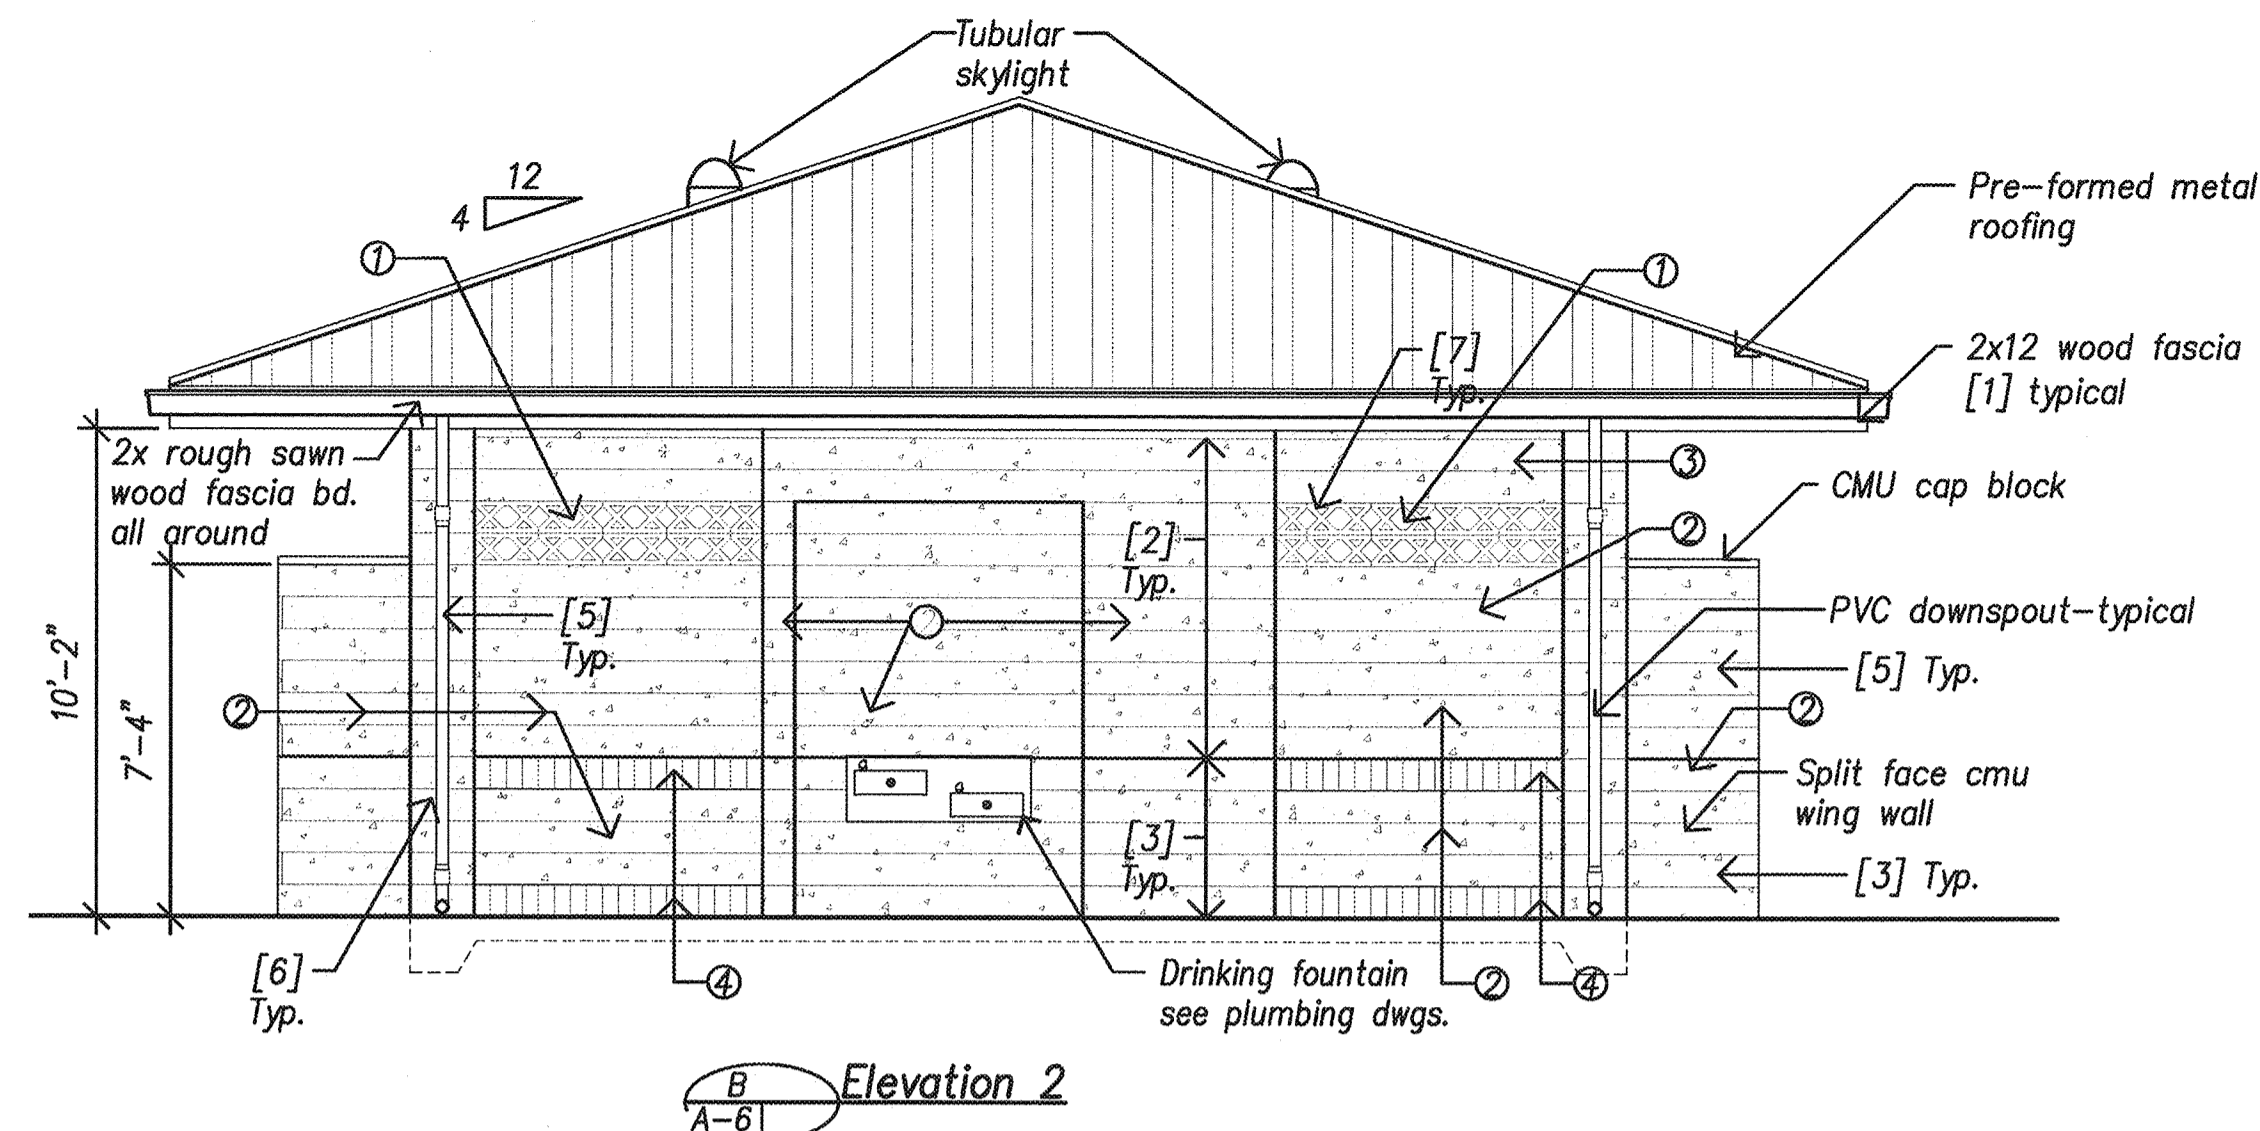 Tubular
skylight
12
4
1
1
Pre-formed metal
roofing
[7]
Typ.
2x12 wood fascia
[1] typical
2x rough sawn
wood fascia bd.
all around
3
CMU cap block
2
[2]
Typ.
[5]
Typ.
PVC downspout-typical
[5] Typ.
10'-2"
7'-4"
2
2
Split face cmu
wing wall
[3]
Typ.
[3] Typ.
[6]
Typ.
4
Drinking fountain
see plumbing dwgs.
2
4
B
A-6
Elevation 2